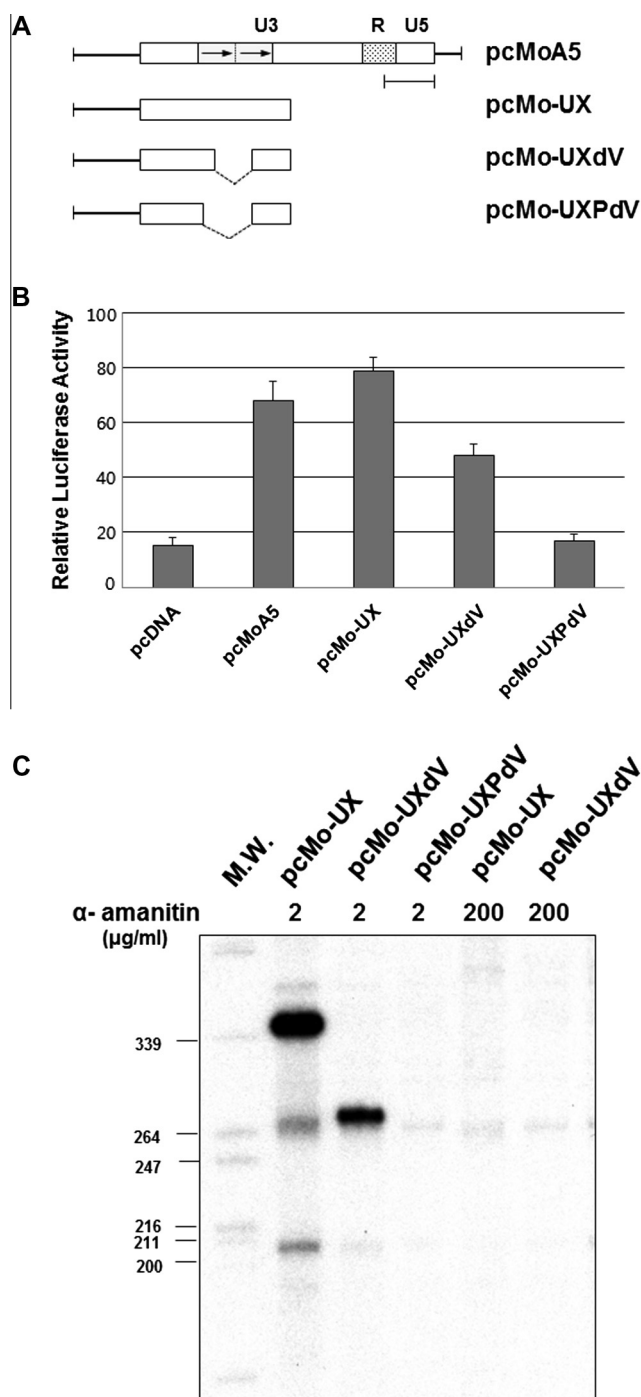 A
U3 R U5
pcMoA5
pcMo-UX
pcMo-UXdV
pcMo-UXPdV
B
Relative Luciferase Activity
100
80
60
40
20
0
pcDNA
pcMoA5
pcMo-UX
pcMo-UXdV
pcMo-UXPdV
C
M.W. pcMo-UX pcMo-UXdV pcMo-UXPdV pcMo-UX pcMo-UXdV
α- amanitin 2 2 2 200 200
(µg/ml)
339
264
247
216
211
200